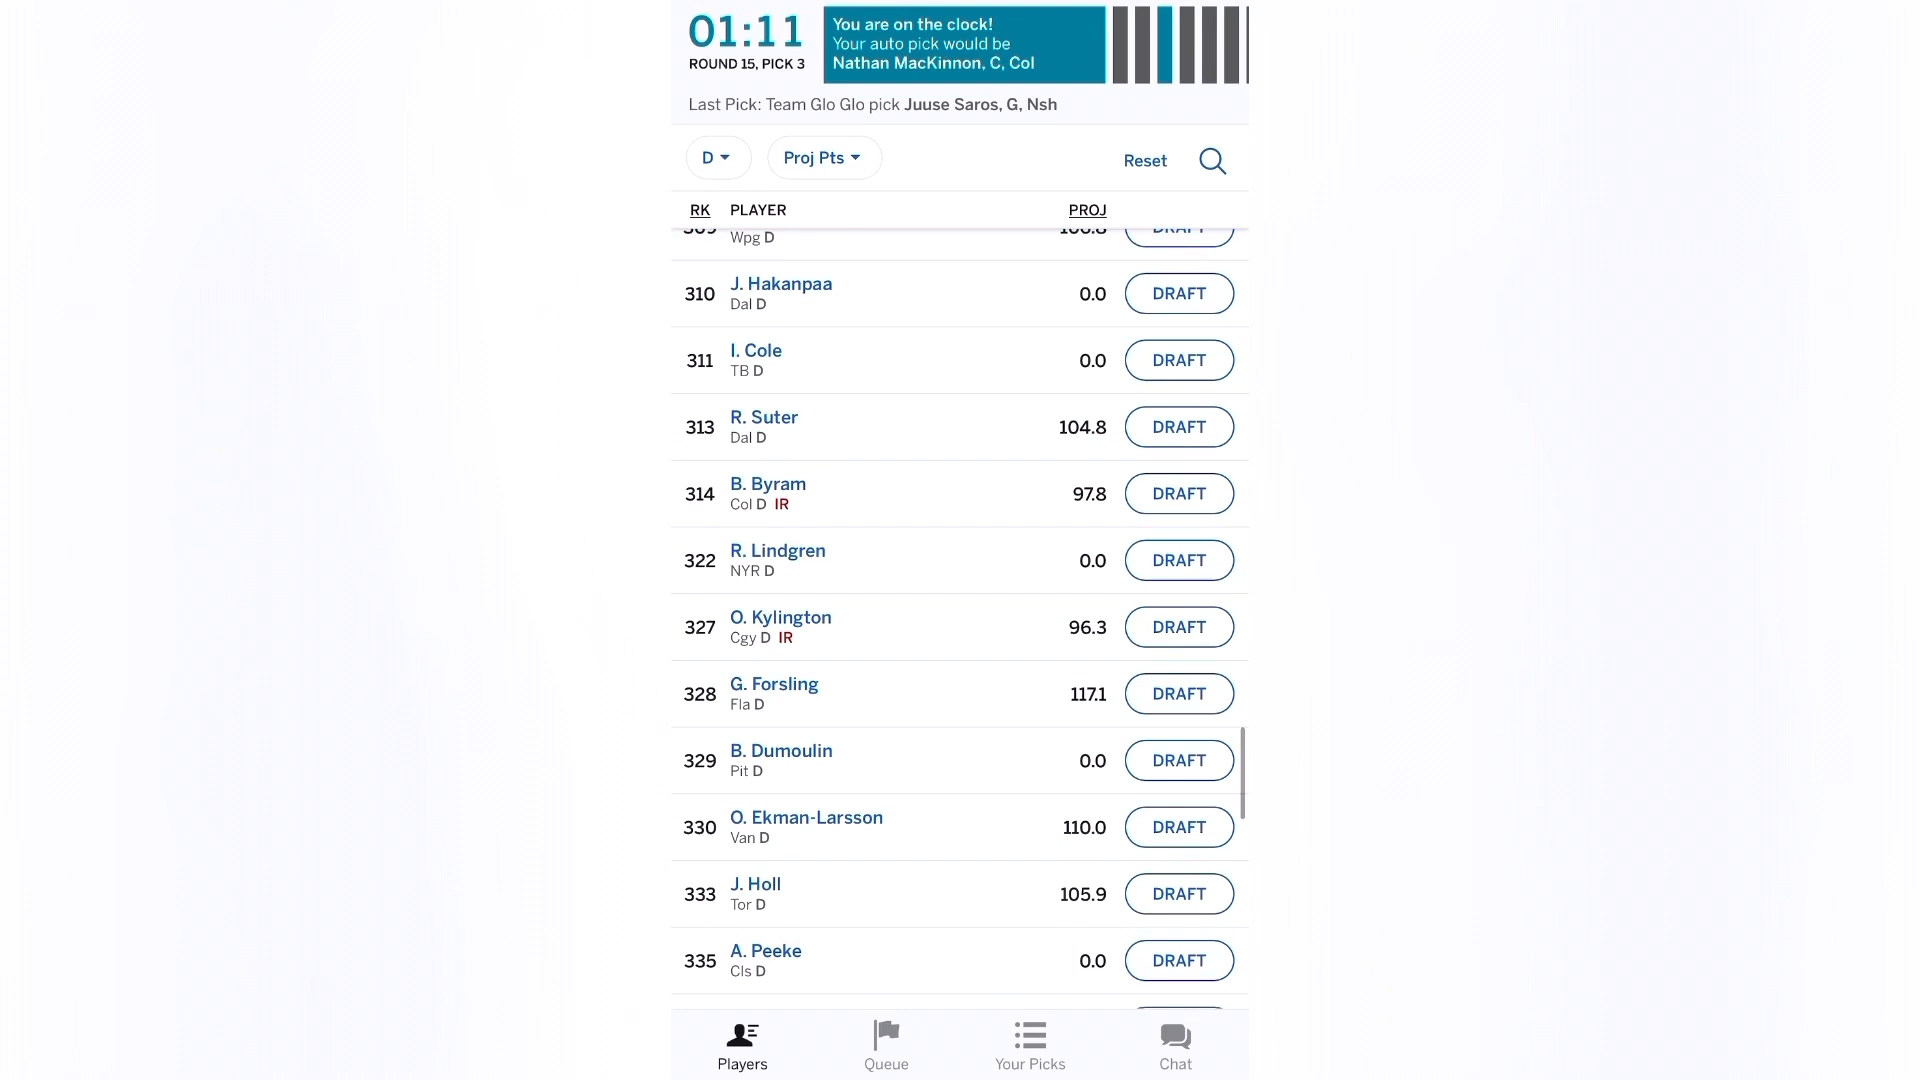 01:11
ROUND 15, PICK 3
You are on the clock!
Your auto pick would be
Nathan MacKinnon, C, Col
Last Pick: Team Glo Glo pick Juuse Saros, G, Nsh
D
Proj Pts
Reset
RK PLAYER PROJ
309 106.8 DRAFT
Wpg D
310 J. Hakanpaa 0.0 DRAFT
Dal D
311 I. Cole 0.0 DRAFT
TB D
313 R. Suter 104.8 DRAFT
Dal D
314 B. Byram 97.8 DRAFT
Col D IR
322 R. Lindgren 0.0 DRAFT
NYR D
327 O. Kylington 96.3 DRAFT
Cgy D IR
328 G. Forsling 117.1 DRAFT
Fla D
329 B. Dumoulin 0.0 DRAFT
Pit D
330 O. Ekman-Larsson 110.0 DRAFT
Van D
333 J. Holl 105.9 DRAFT
Tor D
335 A. Peeke 0.0 DRAFT
Cls D
Players Queue Your Picks Chat